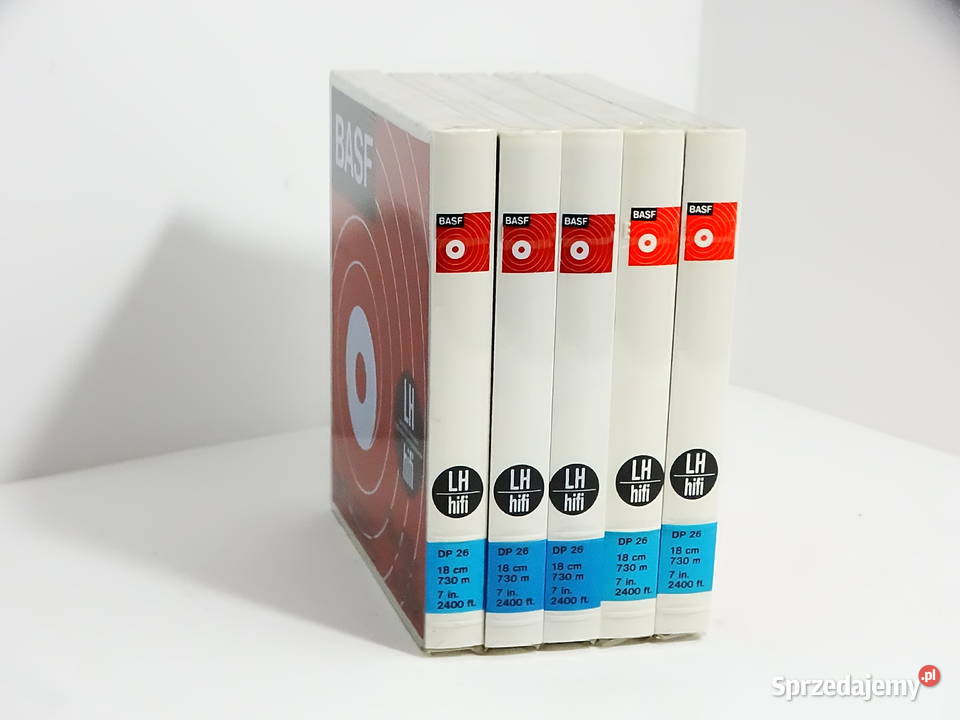 BASF
LH
hifi
BASF
LH
hifi
DP 26
18 cm
730 m
7 in.
2400 ft.
BASF
LH
hifi
DP 26
18 cm
730 m
7 in.
2400 ft.
BASF
LH
hifi
DP 26
18 cm
730 m
7 in.
2400 ft.
BASF
LH
hifi
DP 26
18 cm
730 m
7 in.
2400 ft.
BASF
LH
hifi
DP 26
18 cm
730 m
7 in.
2400 ft.
Sprzedajemy.pl